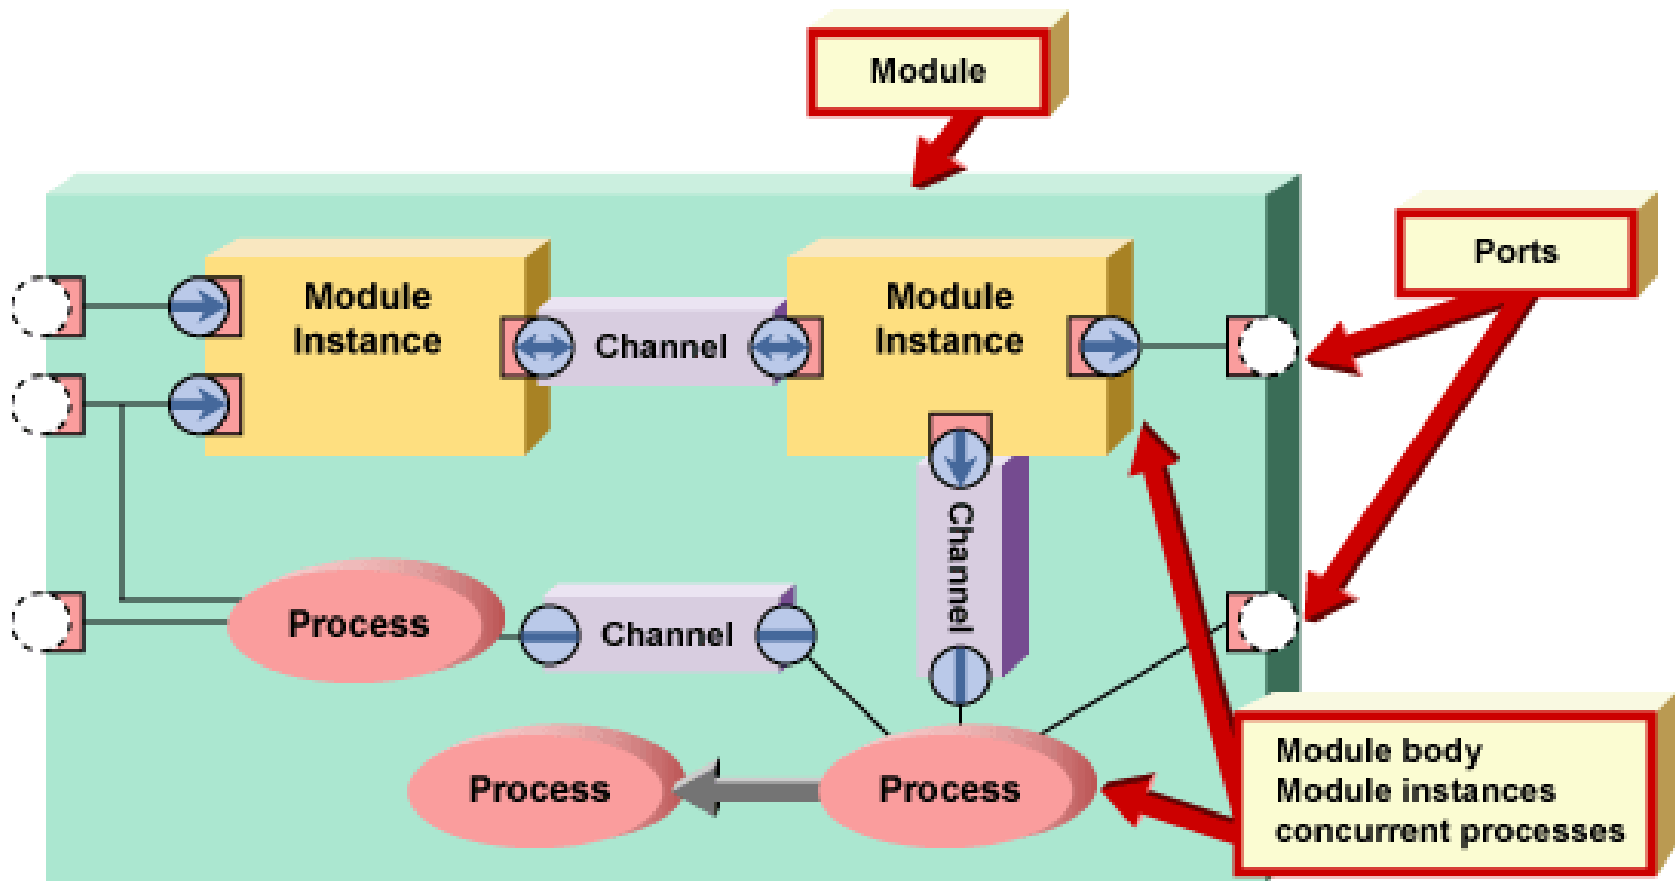 Module
Ports
Module
Instance
Channel
Module
Instance
Channel
Process
Channel
Process
Process
Module body
Module instances
concurrent processes